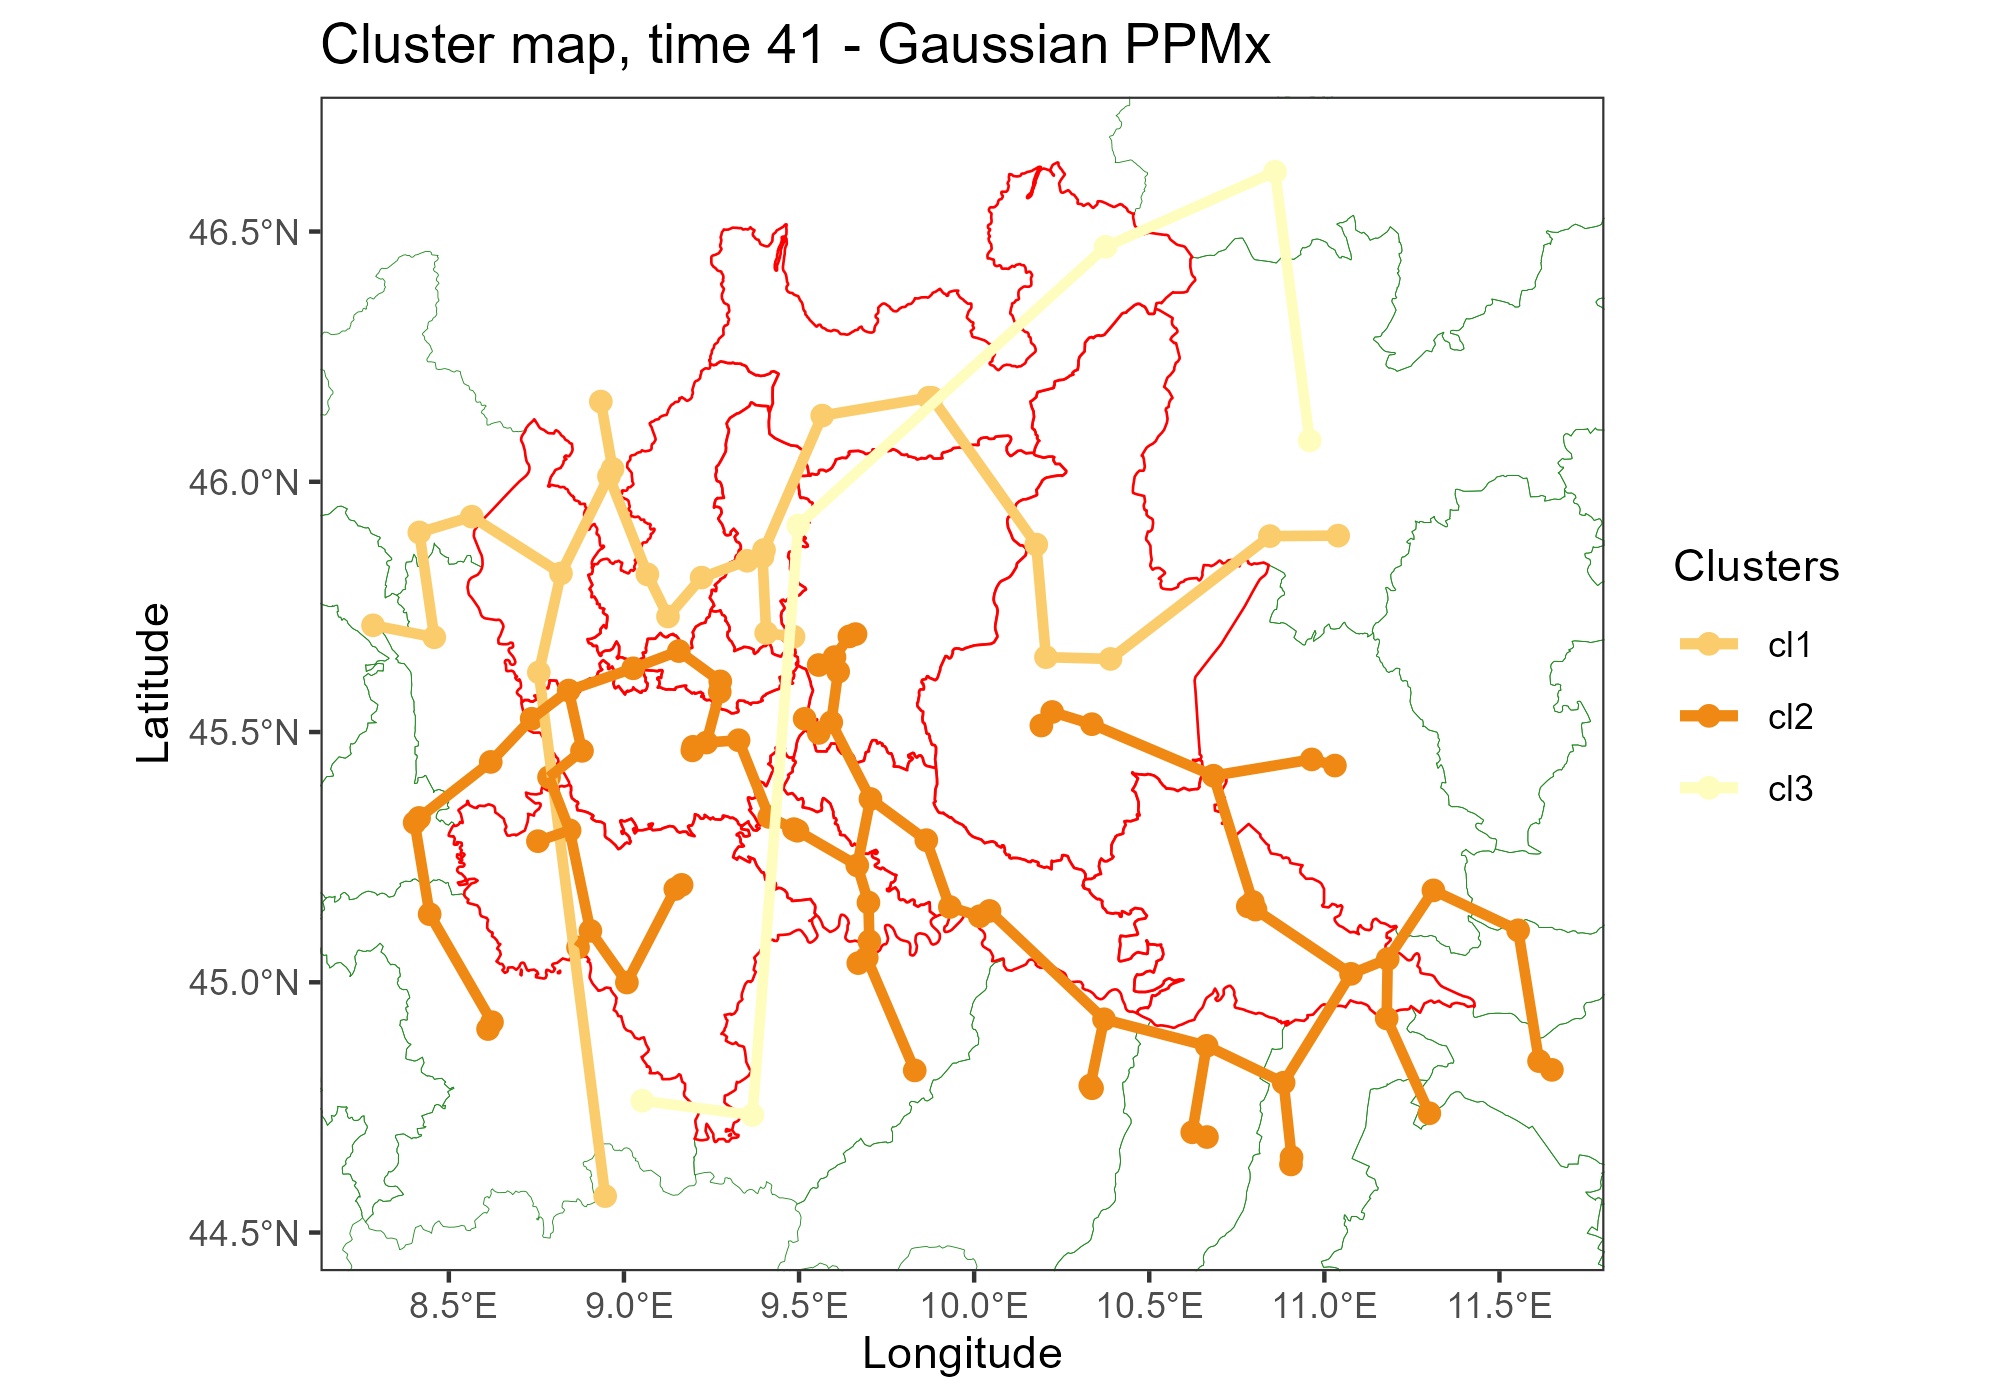 Cluster map, time 41 - Gaussian PPMx
46.5°N
46.0°N
45.5°N
45.0°N
44.5°N
Latitude
8.5°E
9.0°E
9.5°E
10.0°E
10.5°E
11.0°E
11.5°E
Longitude
Clusters
cl1
cl2
cl3